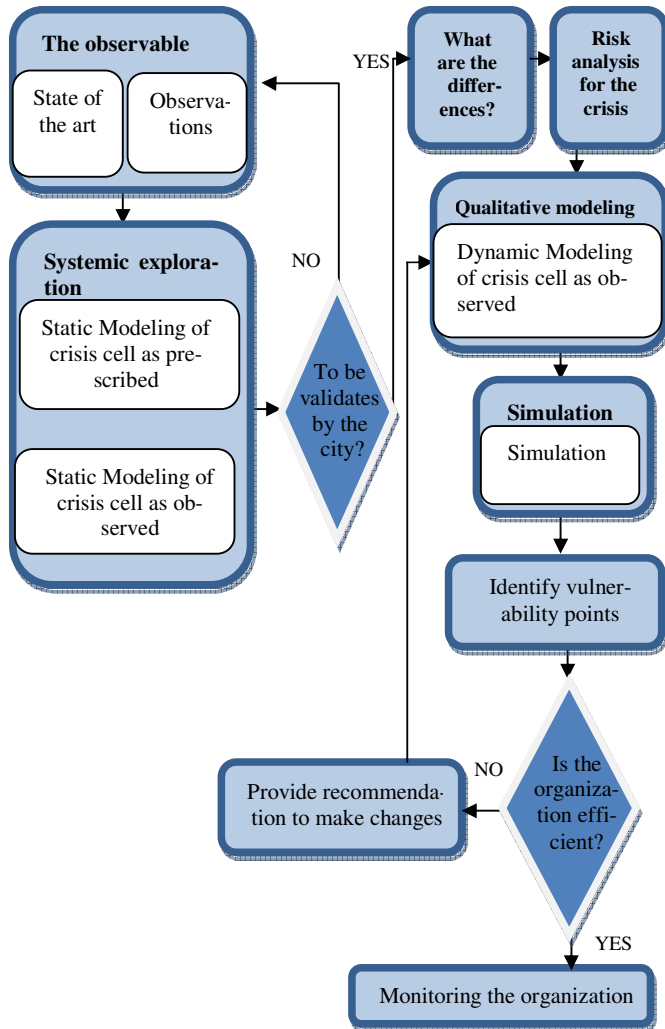 The observable
State of
the art
Observa-
tions
Systemic explora-
tion
Static Modeling of
crisis cell as pre-
scribed
Static Modeling of
crisis cell as ob-
served
NO
To be
validates
by the
city?
YES
What
are the
differ-
ences?
Risk
analysis
for the
crisis
Qualitative modeling
Dynamic Modeling
of crisis cell as ob-
served
Simulation
Simulation
Identify vulner-
ability points
Is the
organiza-
tion effi-
cient?
NO
Provide recommenda-
tion to make changes
YES
Monitoring the organization